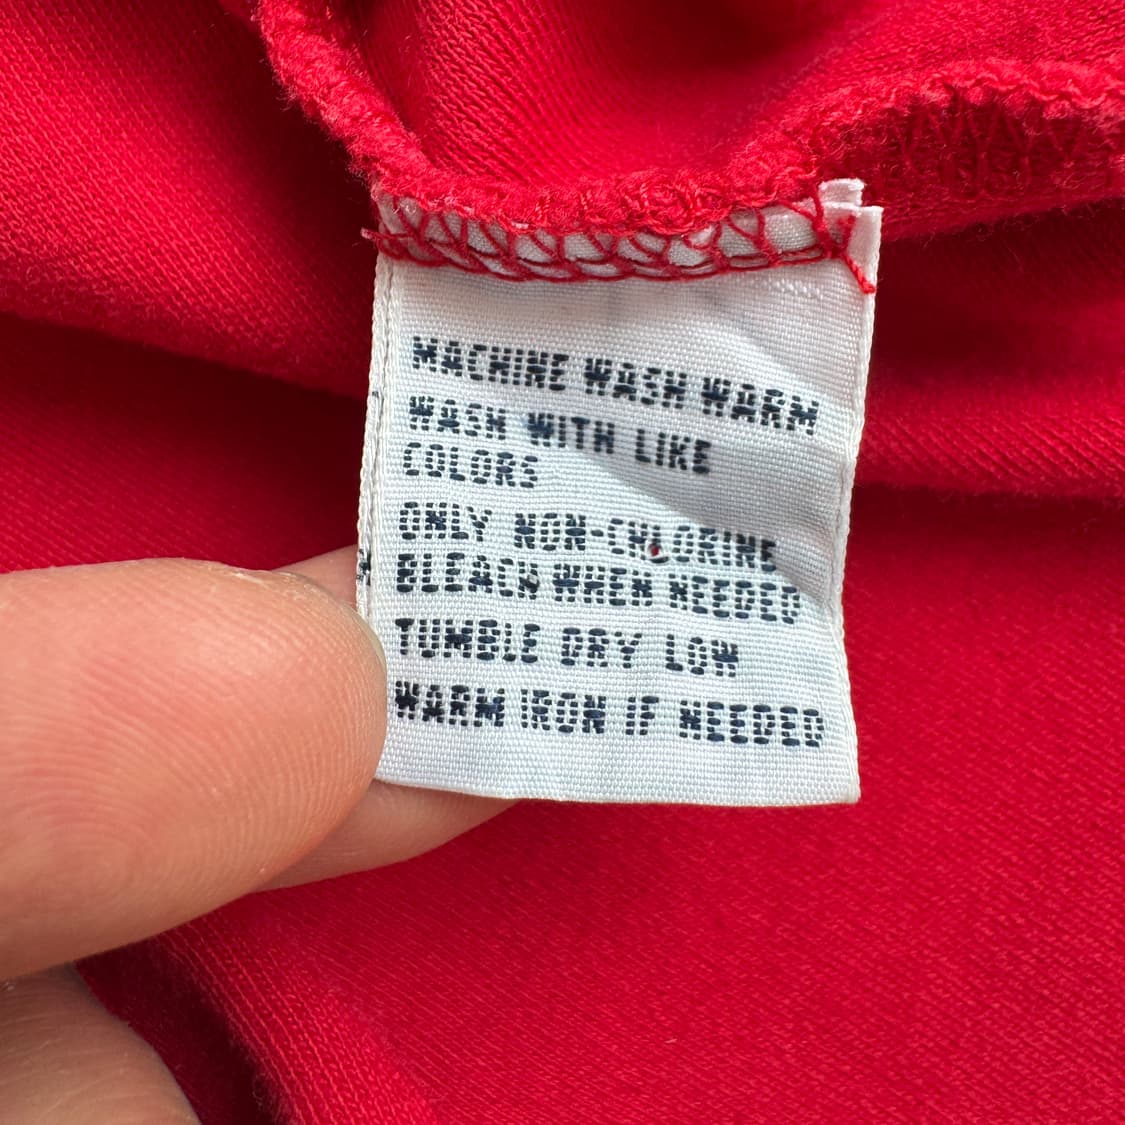 MACHINE WASH WARM
WASH WITH LIKE
COLORS
ONLY NON-CHLORINE
BLEACH WHEN NEEDED
TUMBLE DRY LOW
WARM IRON IF NEEDED